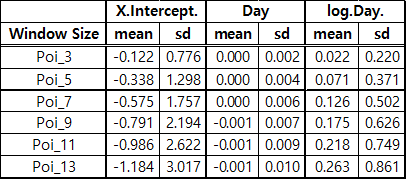 X.Intercept. Day log.Day.
Window Size mean sd mean sd mean sd
Poi_3 -0.122 0.776 0.000 0.002 0.022 0.220
Poi_5 -0.338 1.298 0.000 0.004 0.071 0.371
Poi_7 -0.575 1.757 0.000 0.006 0.126 0.502
Poi_9 -0.791 2.194 -0.001 0.007 0.175 0.626
Poi_11 -0.986 2.622 -0.001 0.009 0.218 0.749
Poi_13 -1.184 3.017 -0.001 0.010 0.263 0.861